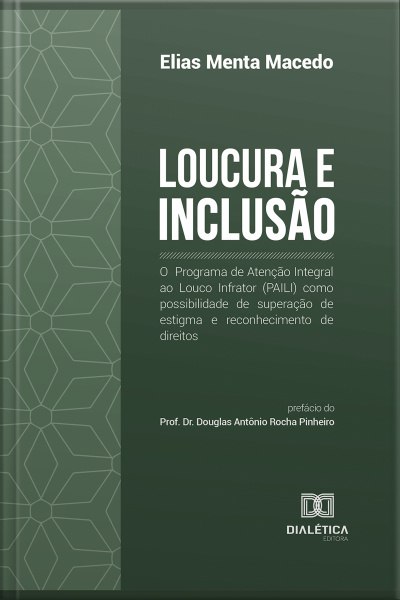 Elias Menta Macedo
LOUCURA E
INCLUSÃO
O Programa de Atenção Integral
ao Louco Infrator (PAILI) como
possibilidade de superação de
estigma e reconhecimento de
direitos
prefácio do
Prof. Dr. Douglas Antônio Rocha Pinheiro
DIALÉTICA
EDITORA